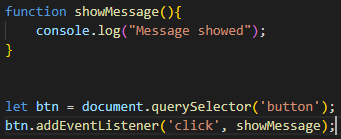 function showMessage(){
    console.log("Message showed");
}
let btn = document.querySelector('button');
btn.addEventListener('click', showMessage);